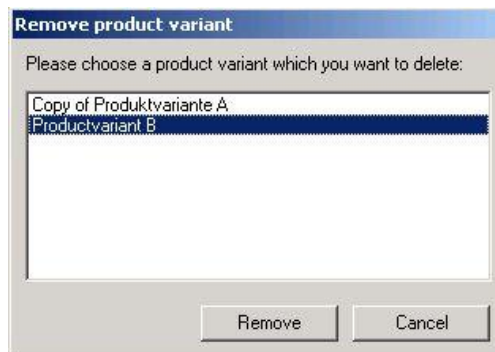 Remove product variant
Please choose a product variant which you want to delete:
Copy of Produktvariante A
Productvariant B
Remove
Cancel